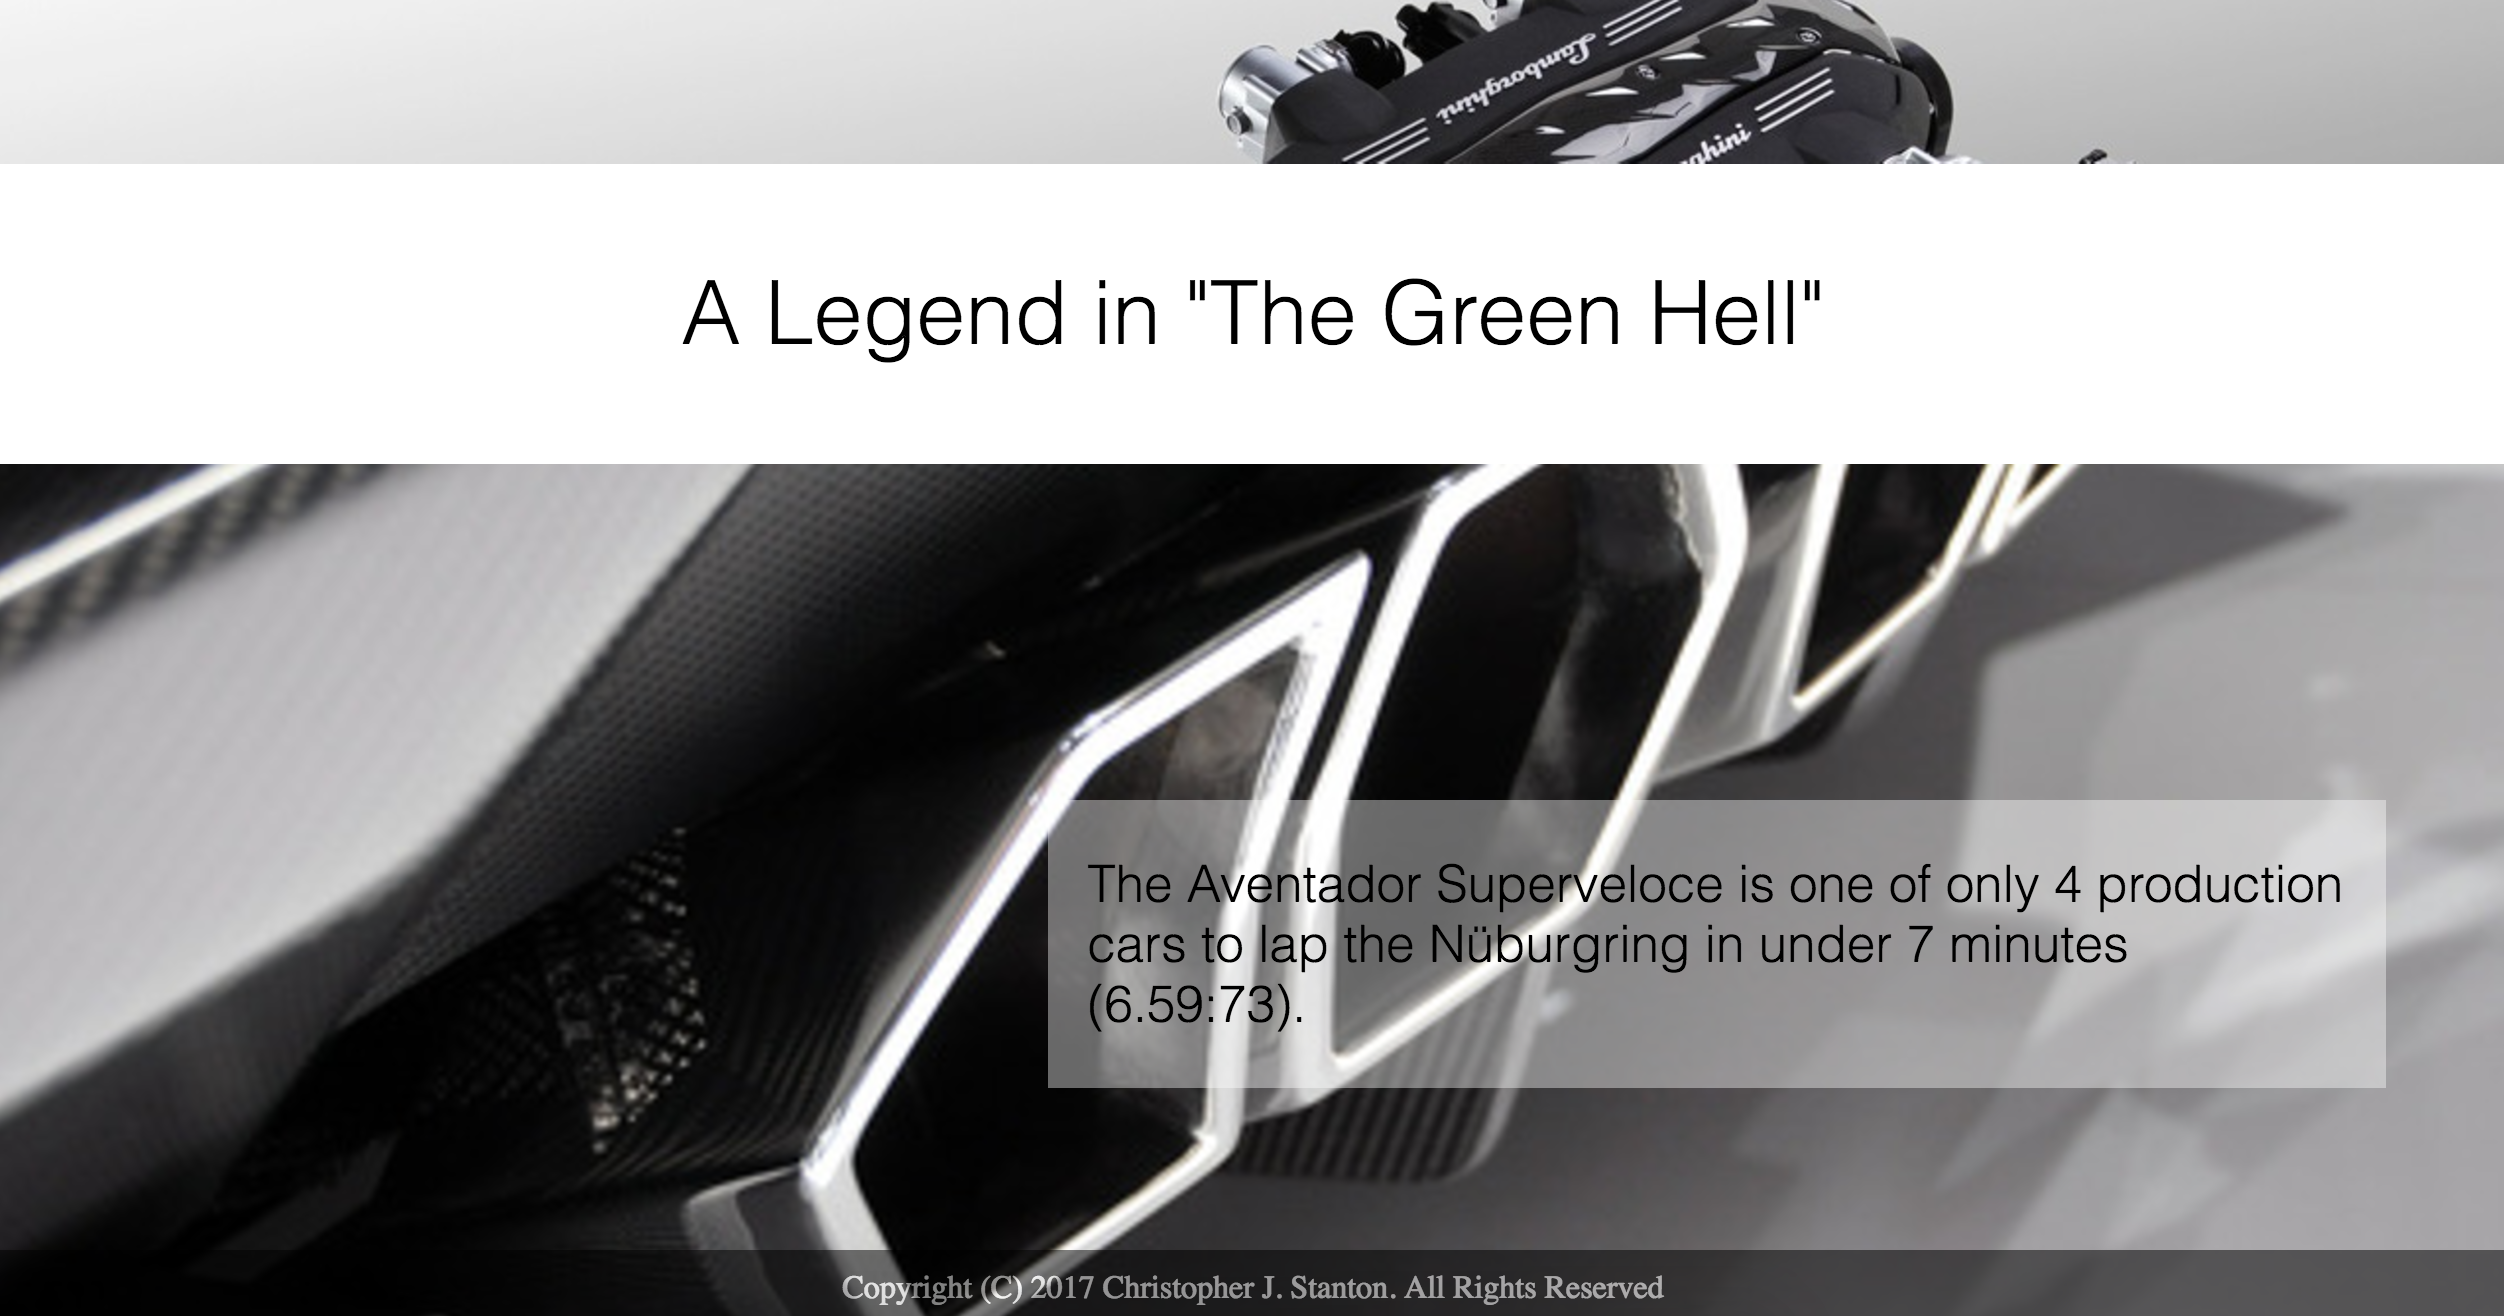 Lamborghini
ghini
A Legend in "The Green Hell"
The Aventador Superveloce is one of only 4 production
cars to lap the Nüburgring in under 7 minutes
(6.59:73).
Copyright (C) 2017 Christopher J. Stanton. All Rights Reserved